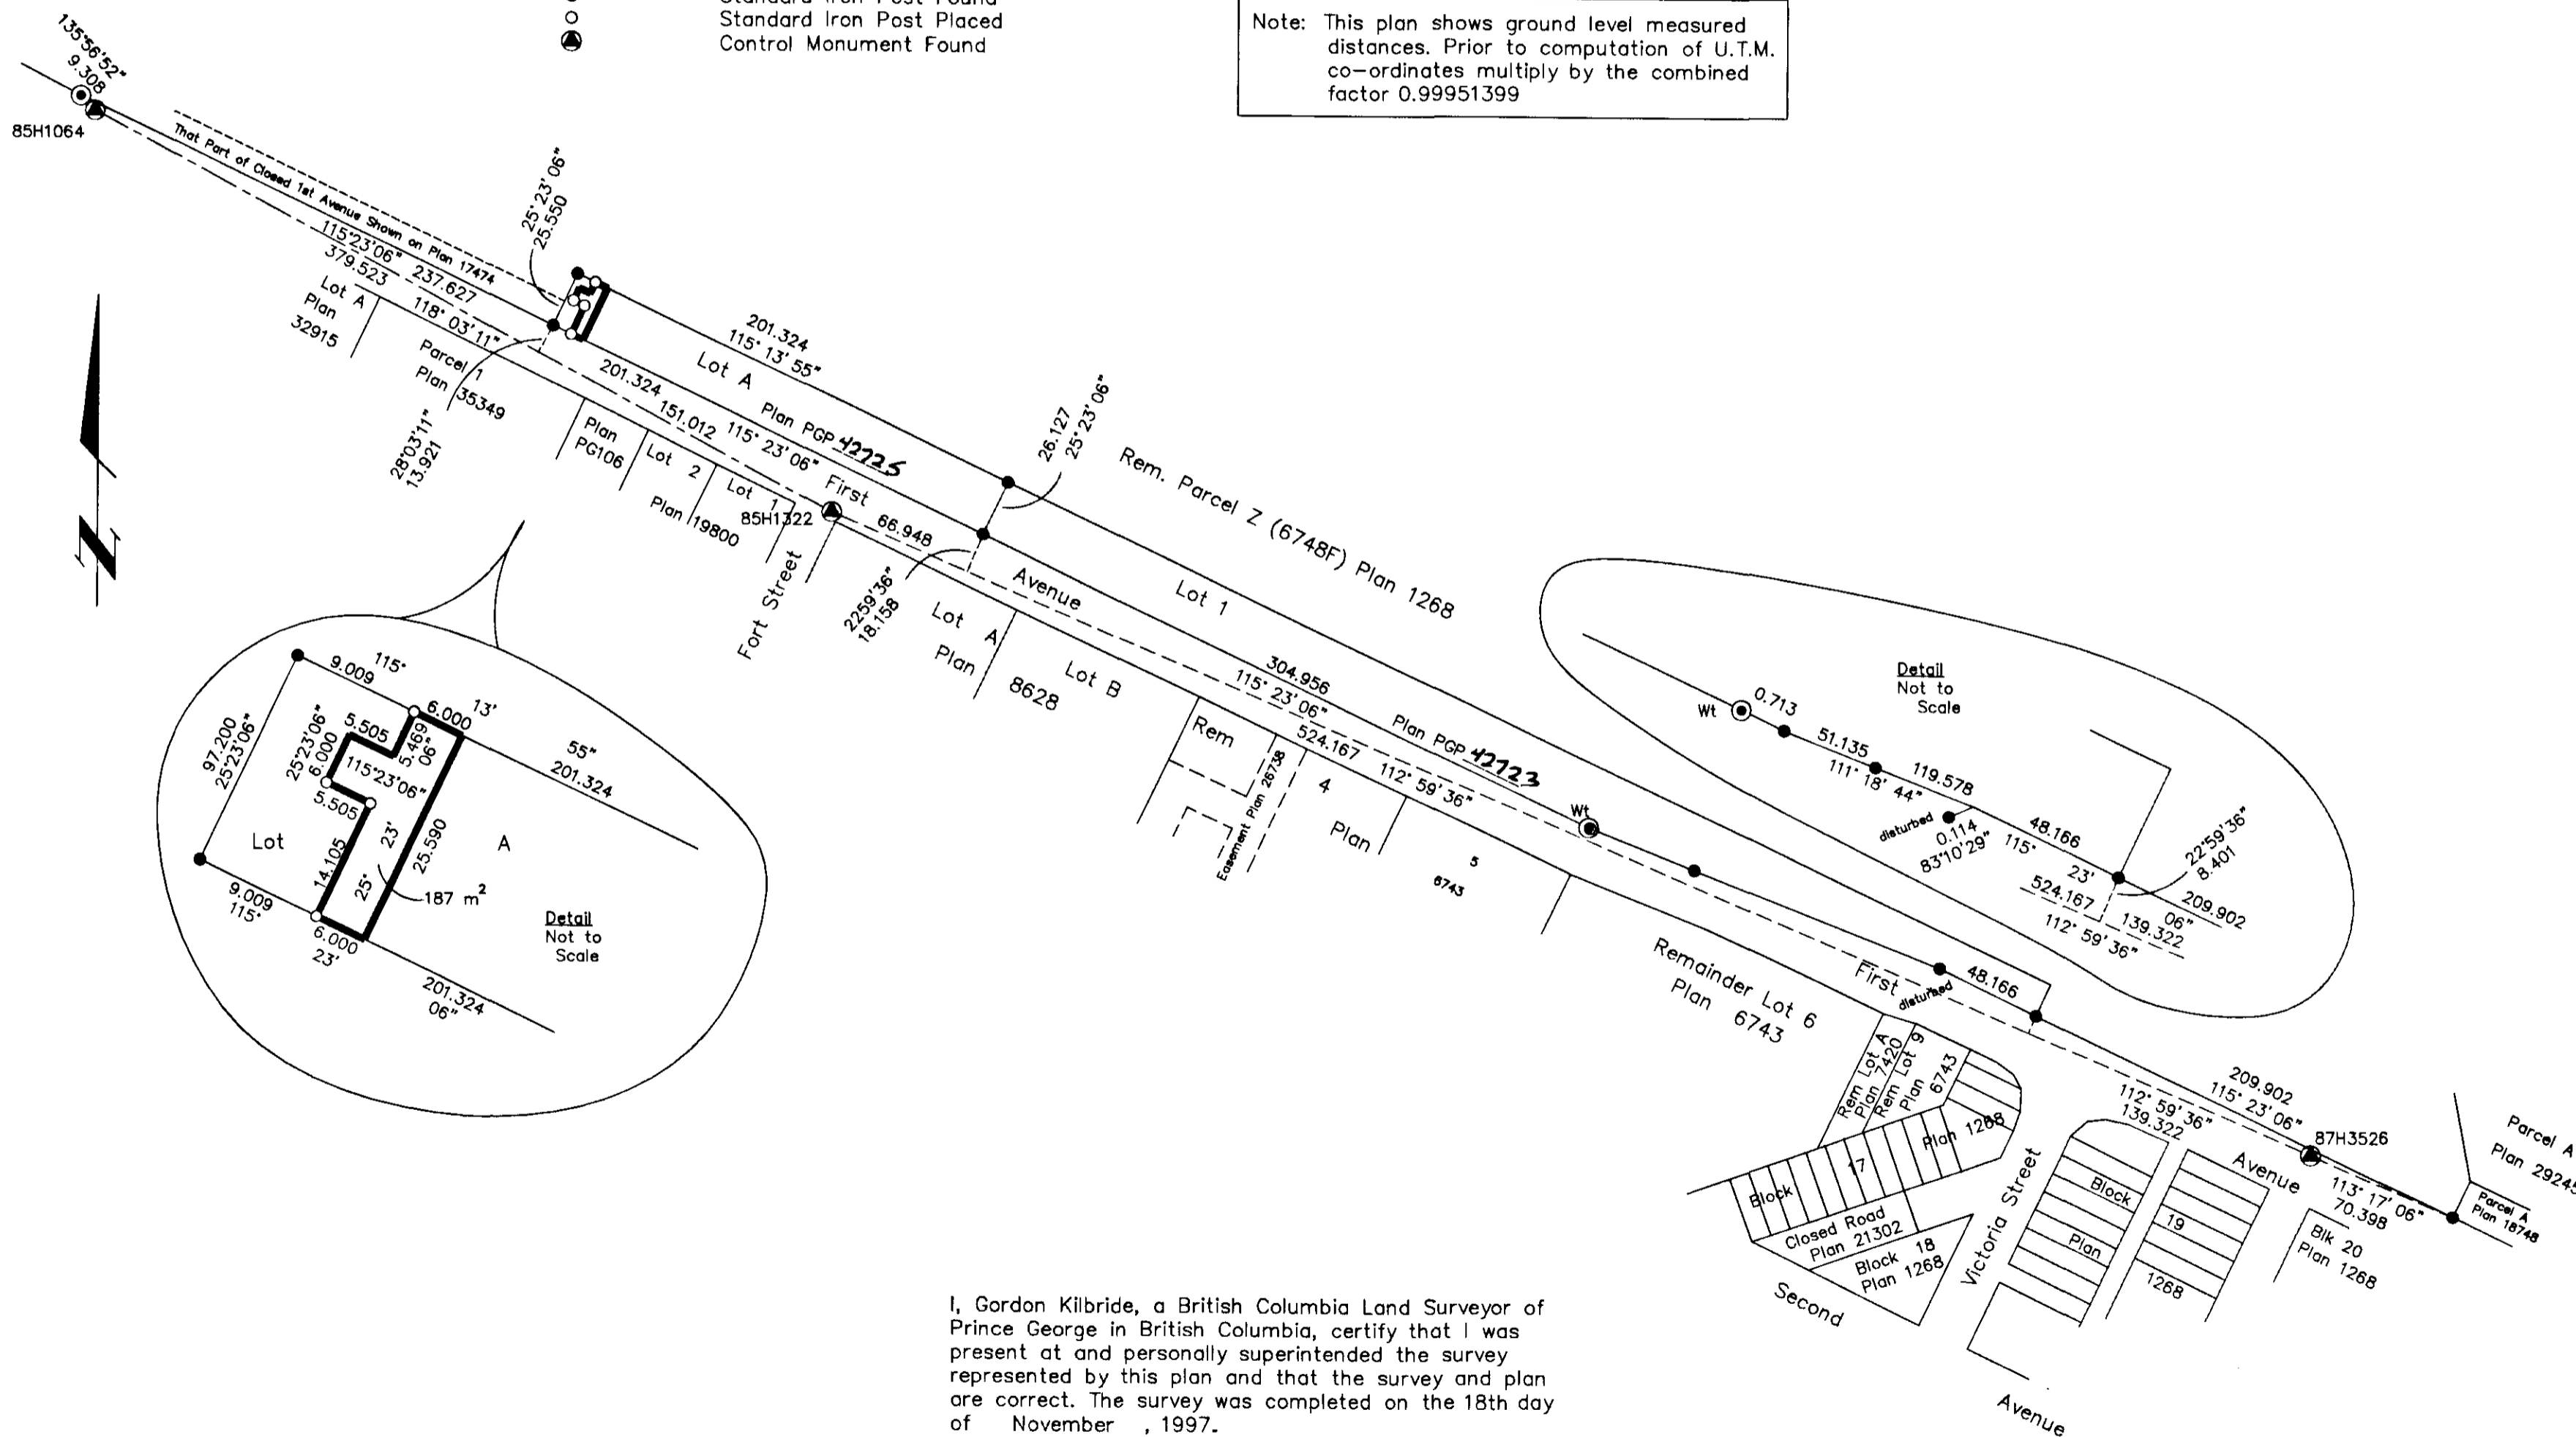 Standard Iron Post Found
Standard Iron Post Placed
Control Monument Found
Note: This plan shows ground level measured
distances. Prior to computation of U.T.M.
co-ordinates multiply by the combined
factor 0.99951399
135°56'52"
9.308
85H1064
That Part of Closed 1st Avenue Shown on Plan 17474
115°23'06" 237.627
379.523 118° 03'11"
Lot A
Plan
32915
Parcel 1
Plan 35349
25° 23' 06"
25.550
28°03'11"
13.921
201.324
115° 13' 55"
Lot A
Plan PGP 42725
201.324
151.012 115° 23' 06"
Plan
PG106
Lot 2
Lot 1
Plan 19800
85H1322
First
66.948
Fort Street
26.127
25°23'06"
2259'36"
18.158
Avenue
Rem. Parcel Z (6748F) Plan 1268
Lot 1
Lot A
Plan
8628
Lot B
304.956
115° 23' 06"
Plan PGP 42723
524.167 112° 59' 36"
Rem
Easement Plan 26738
4
Plan
5
6743
Wt
N
115°
9.009
6.000
13'
55"
201.324
97.200
25°23'06"
25°23'06"
6.000
5.505
5.469
06"
115°23'06"
5.505
14.105
23'
25°
25.590
Lot
A
187 m²
9.009
115°
6.000
23'
201.324
06"
Detail
Not to
Scale
Detail
Not to
Scale
Wt
0.713
51.135
111° 18' 44"
119.578
disturbed
0.114
83°10'29"
48.166
115°
23'
06"
22°59'36"
8.401
209.902
524.167
139.322
112° 59' 36"
Remainder Lot 6
Plan 6743
First
disturbed
48.166
Rem Lot A
Plan 7420
Rem Lot 9
Plan 6743
Plan 1268
Block 17
Closed Road
Plan 21302
Block 18
Plan 1268
Second
Avenue
Victoria Street
Block
Plan
19
1268
209.902
115° 23' 06"
112° 59' 36"
139.322
87H3526
Avenue
113° 17' 06"
70.398
Blk 20
Plan 1268
Parcel A
Plan 18748
Parcel A
Plan 29245
I, Gordon Kilbride, a British Columbia Land Surveyor of
Prince George in British Columbia, certify that I was
present at and personally superintended the survey
represented by this plan and that the survey and plan
are correct. The survey was completed on the 18th day
of November , 1997.